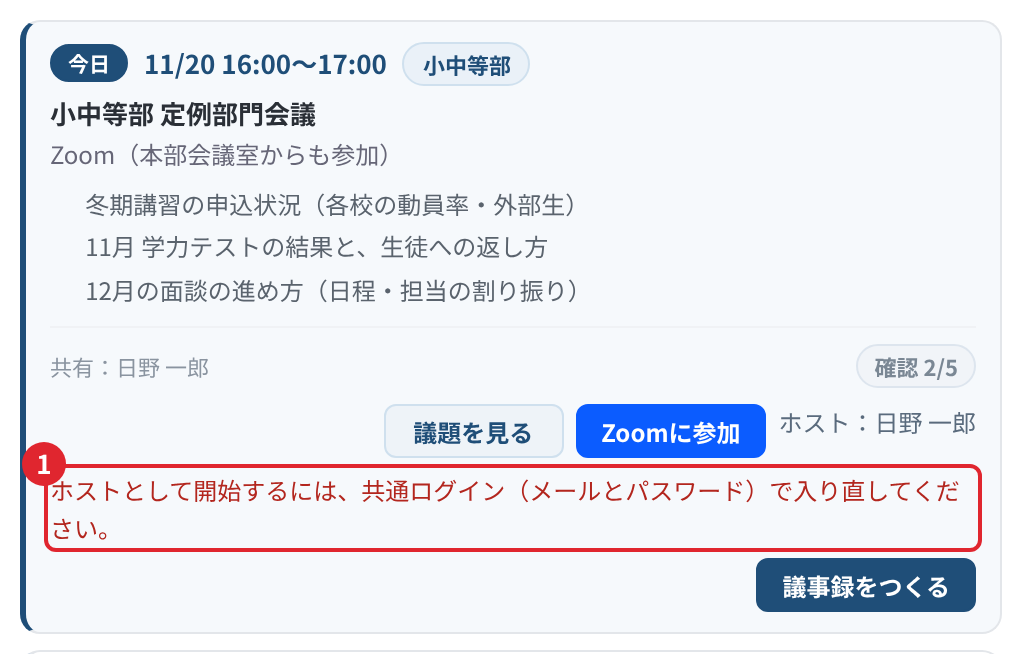 今日 11/20 16:00〜17:00 小中等部
小中等部 定例部門会議
Zoom（本部会議室からも参加）
冬期講習の申込状況（各校の動員率・外部生）
11月 学力テストの結果と、生徒への返し方
12月の面談の進め方（日程・担当の割り振り）
共有：日野 一郎 確認 2/5
議題を見る Zoomに参加 ホスト：日野 一郎
1
ホストとして開始するには、共通ログイン（メールとパスワード）で入り直してくだ
さい。
議事録をつくる